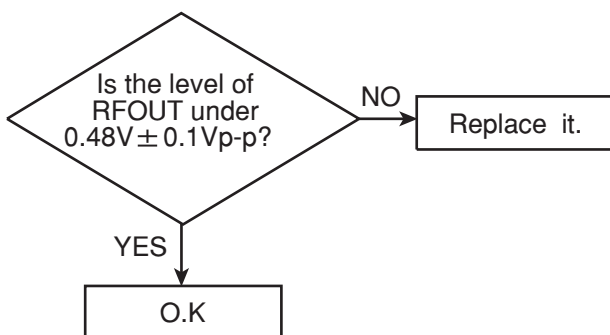 Is the level of
RFOUT under
0.48V ± 0.1Vp-p?
NO
Replace it.
YES
O.K